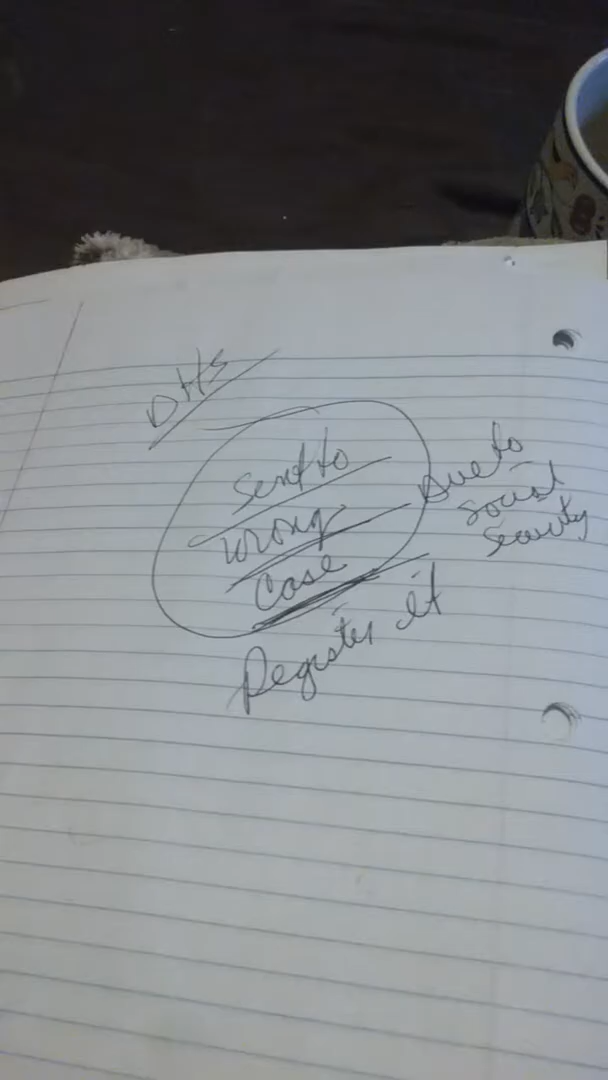 DHS
Sent to
wrong
case
Due to
Social
Security
Register it